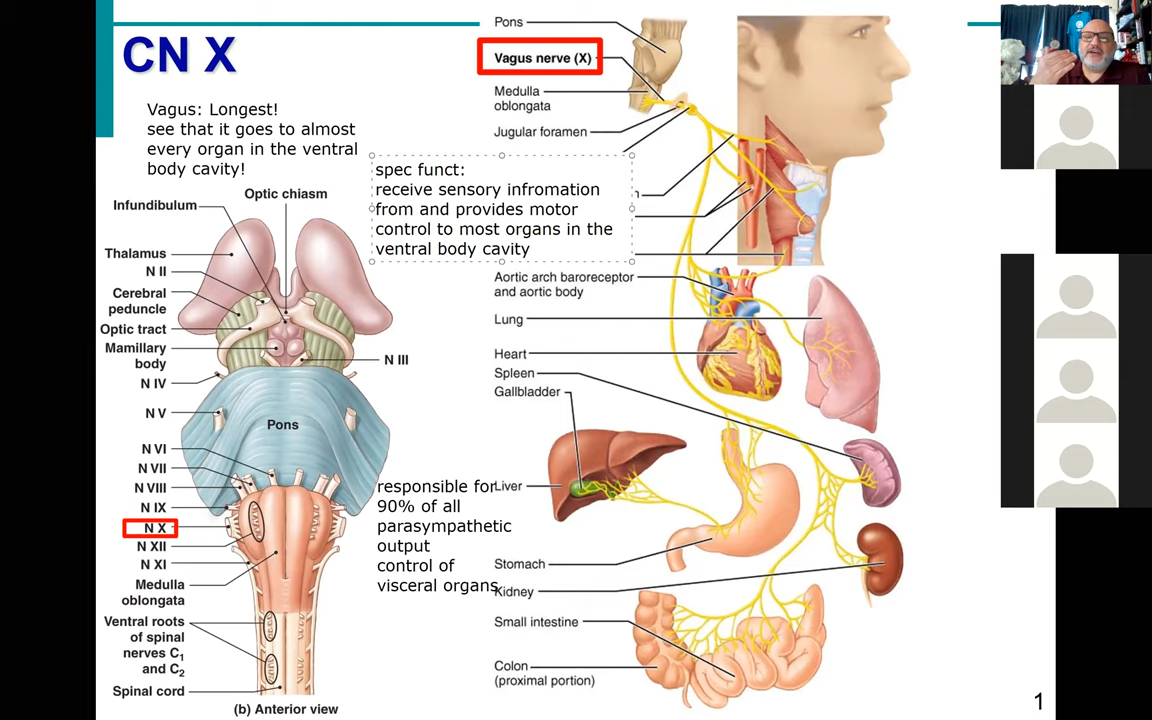 CN X
Vagus: Longest!
see that it goes to almost
every organ in the ventral
body cavity!
Optic chiasm
Infundibulum
Thalamus
N II
Cerebral
peduncle
Optic tract
Mamillary
body
N III
N IV
N V
Pons
N VI
N VII
N VIII
N IX
N X
N XII
N XI
Medulla
oblongata
Ventral roots
of spinal
nerves C1
and C2
Spinal cord
(b) Anterior view
spec funct:
receive sensory infromation
from and provides motor
control to most organs in the
ventral body cavity
responsible for
90% of all
parasympathetic
output
control of
visceral organs
Pons
Vagus nerve (X)
Medulla
oblongata
Jugular foramen
Aortic arch baroreceptor
and aortic body
Lung
Heart
Spleen
Gallbladder
Liver
Stomach
Kidney
Small intestine
Colon
(proximal portion)
1